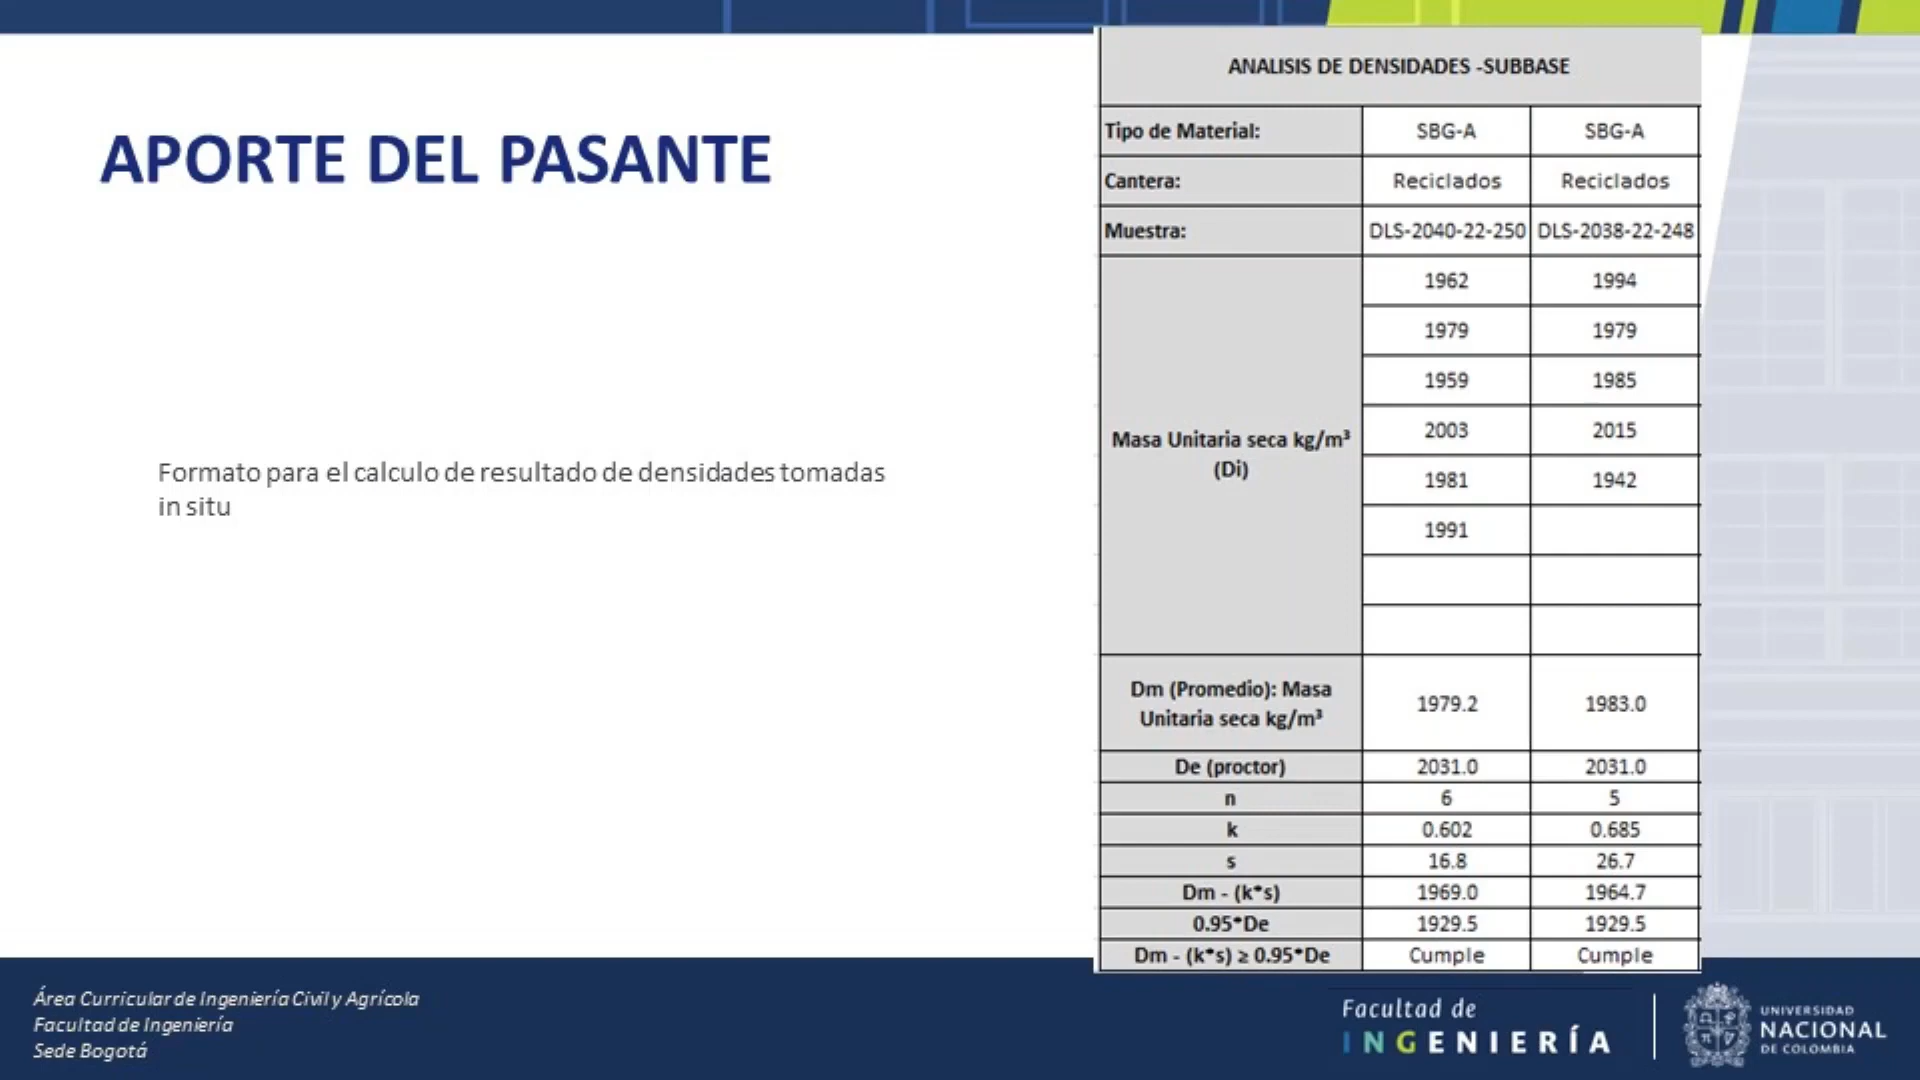 APORTE DEL PASANTE
Formato para el calculo de resultado de densidades tomadas
in situ
ANALISIS DE DENSIDADES -SUBBASE
Tipo de Material: SBG-A SBG-A
Cantera: Reciclados Reciclados
Muestra: DLS-2040-22-250 DLS-2038-22-248
Masa Unitaria seca kg/m³
(Di)
1962 1994
1979 1979
1959 1985
2003 2015
1981 1942
1991
Dm (Promedio): Masa
Unitaria seca kg/m³
1979.2 1983.0
De (proctor) 2031.0 2031.0
n 6 5
k 0.602 0.685
s 16.8 26.7
Dm - (k*s) 1969.0 1964.7
0.95*De 1929.5 1929.5
Dm - (k*s) ≥ 0.95*De Cumple Cumple
Área Curricular de Ingeniería Civil y Agrícola
Facultad de Ingeniería
Sede Bogotá
Facultad de
INGENIERÍA
UNIVERSIDAD
NACIONAL
DE COLOMBIA